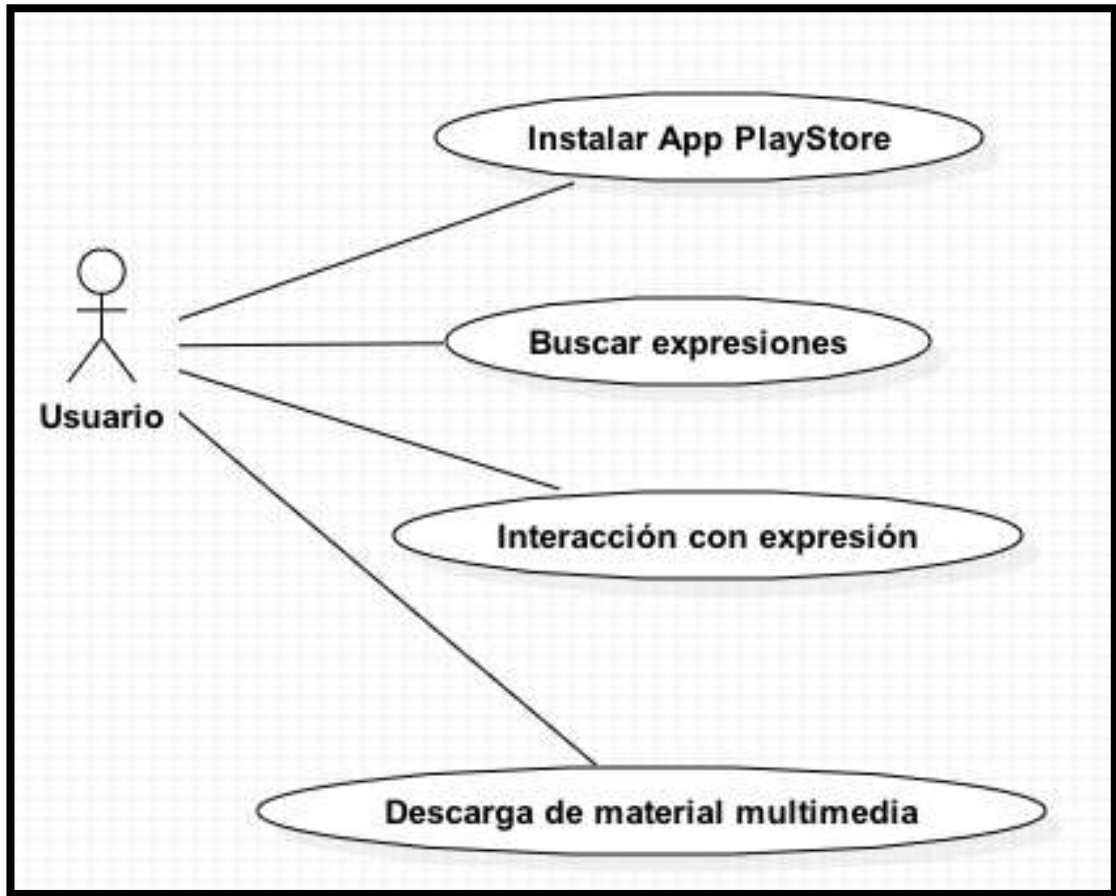 Instalar App PlayStore
Buscar expresiones
Usuario
Interacción con expresión
Descarga de material multimedia